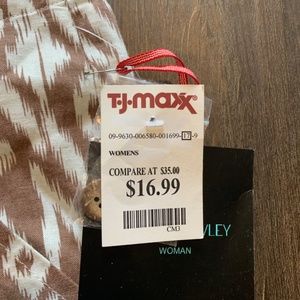 T·J·maxx®
09-9630-006580-001699-17-9
WOMENS
COMPARE AT $35.00
$16.99
CM3
WOMAN